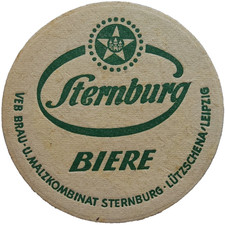 Sternburg
BIERE
VEB BRAU- U. MALZKOMBINAT STERNBURG · LÜTZSCHENA/LEIPZIG